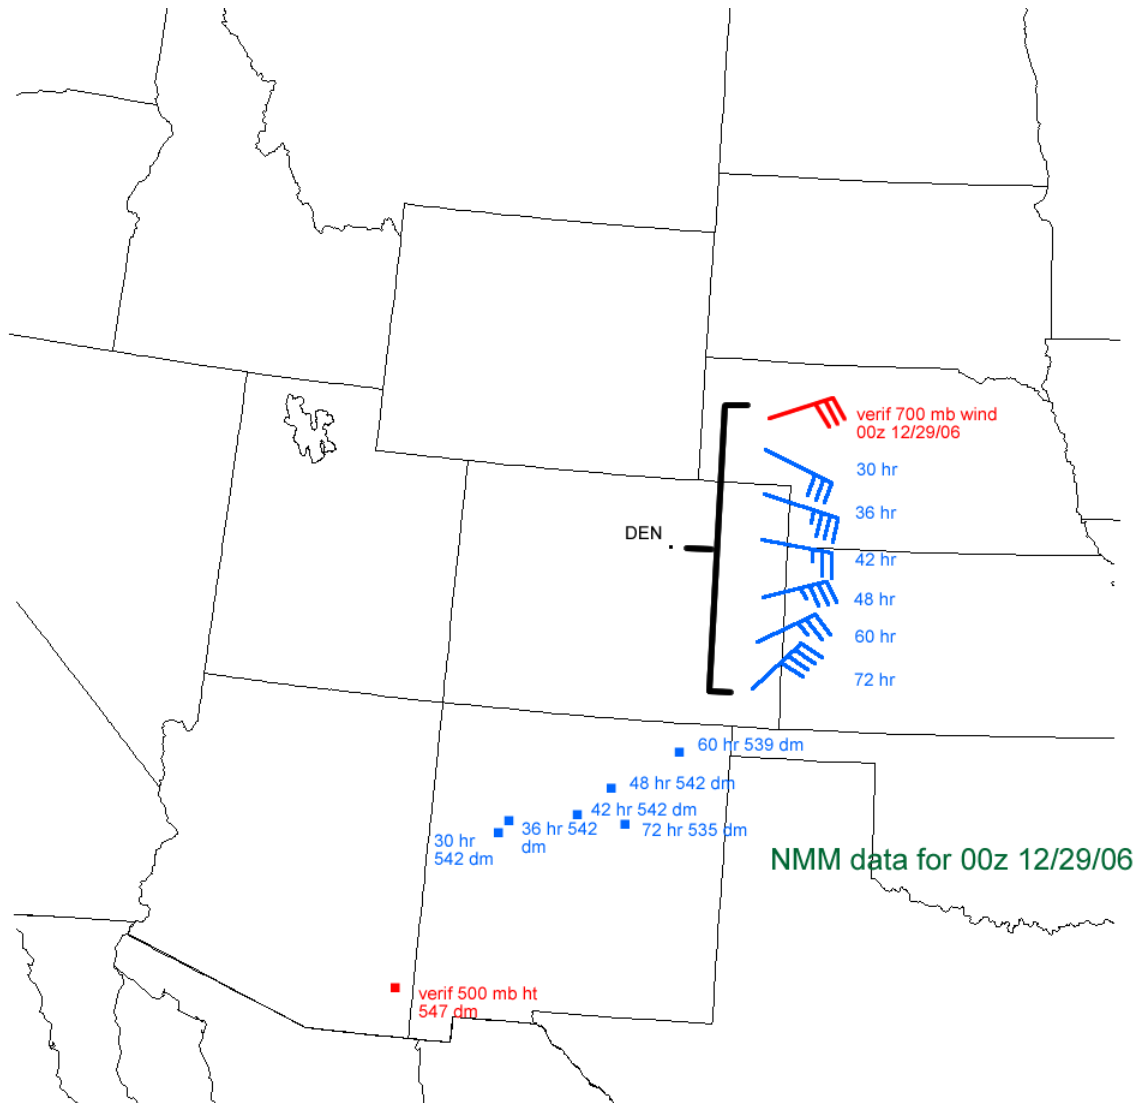 verif 700 mb wind
00z 12/29/06
30 hr
36 hr
DEN
42 hr
48 hr
60 hr
72 hr
60 hr 539 dm
48 hr 542 dm
42 hr 542 dm
36 hr 542
dm
72 hr 535 dm
30 hr
542 dm
NMM data for 00z 12/29/06
verif 500 mb ht
547 dm